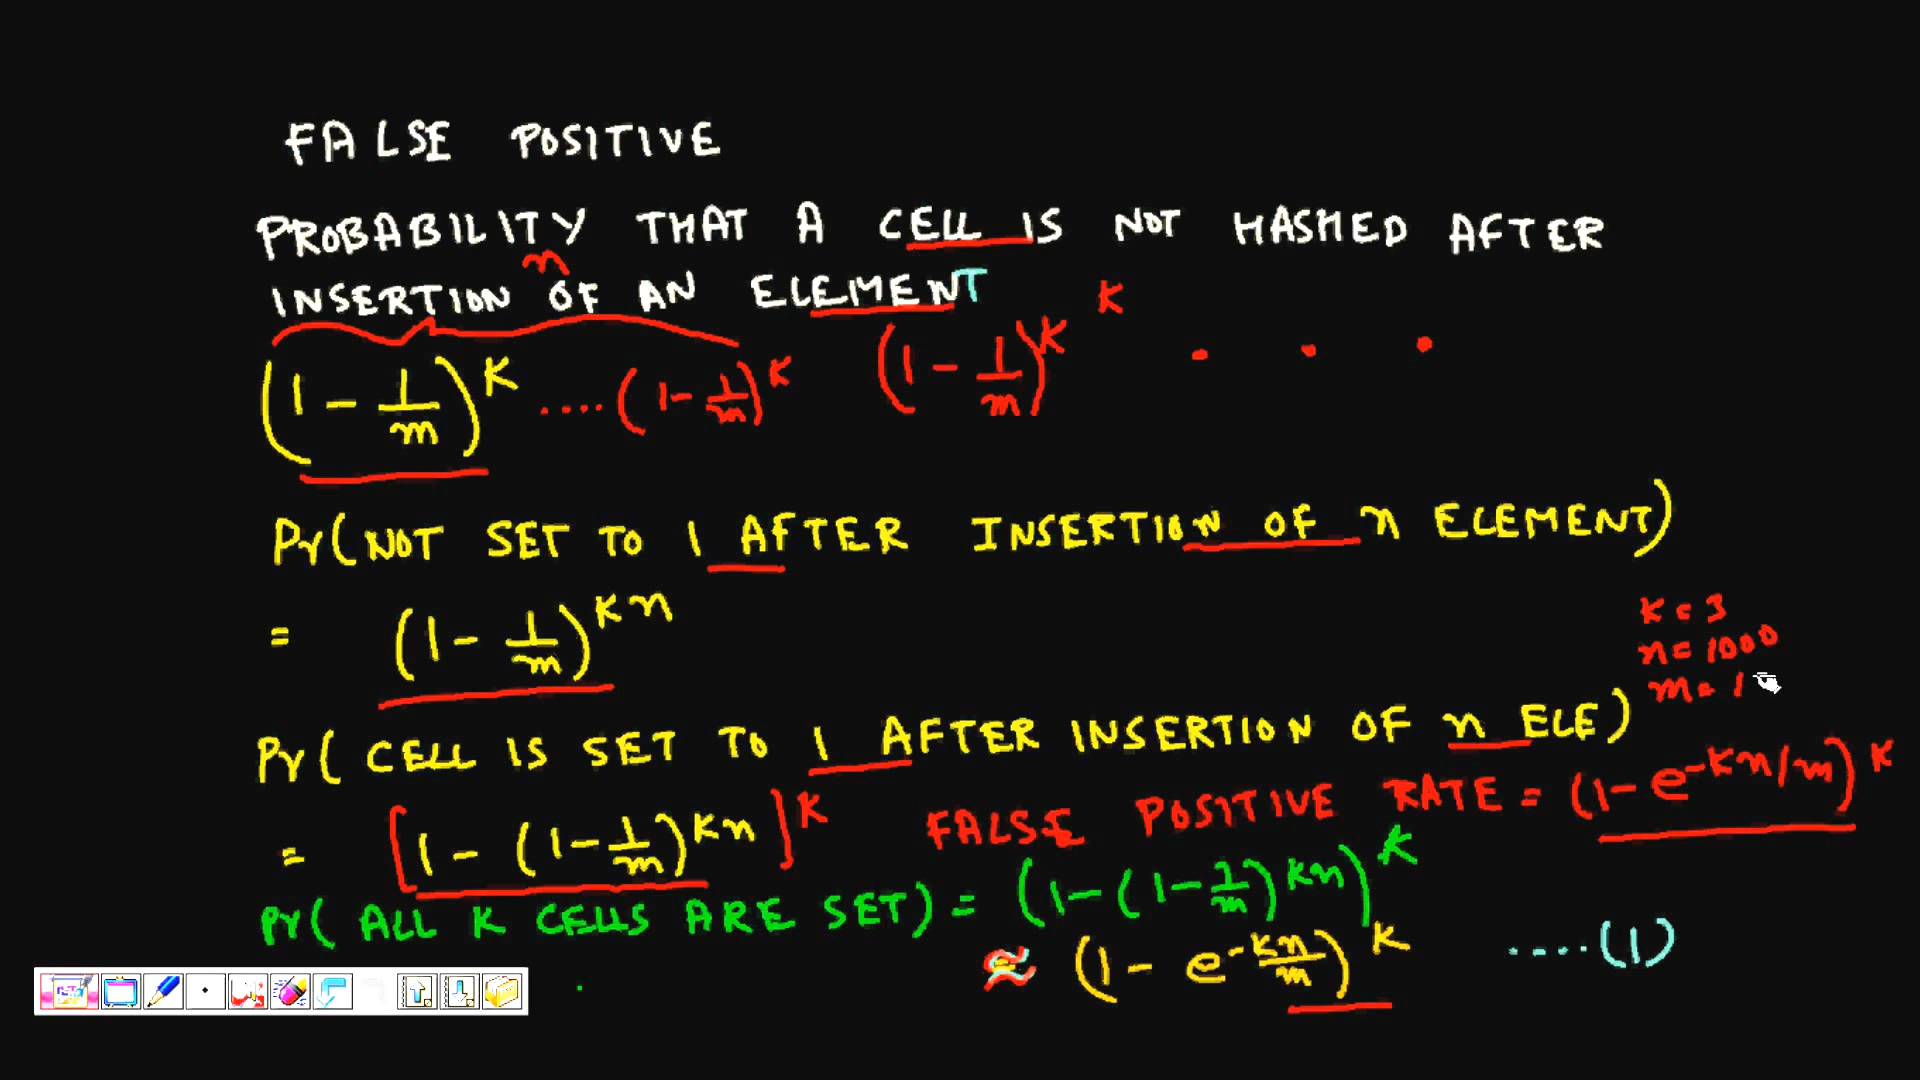 FALSE POSITIVE
PROBABILITY THAT A CELL IS NOT HASHED AFTER
n
INSERTION OF AN ELEMENT
K
(1 - 1/m)^K ....(1 - 1/m)^K (1 - 1/m)^K . . .
Pr(NOT SET TO 1 AFTER INSERTION OF n ELEMENT)
= (1 - 1/m)^Kn
K = 3
n = 1000
m = 1
Pr( CELL IS SET TO 1 AFTER INSERTION OF n ELE)
= [1 - (1 - 1/m)^Kn]^K FALSE POSITIVE RATE = (1 - e^-Kn/m)^K
Pr( ALL K CELLS ARE SET) = (1 - (1 - 1/m)^Kn)^K
≈ (1 - e^-Kn/m)^K ....(1)